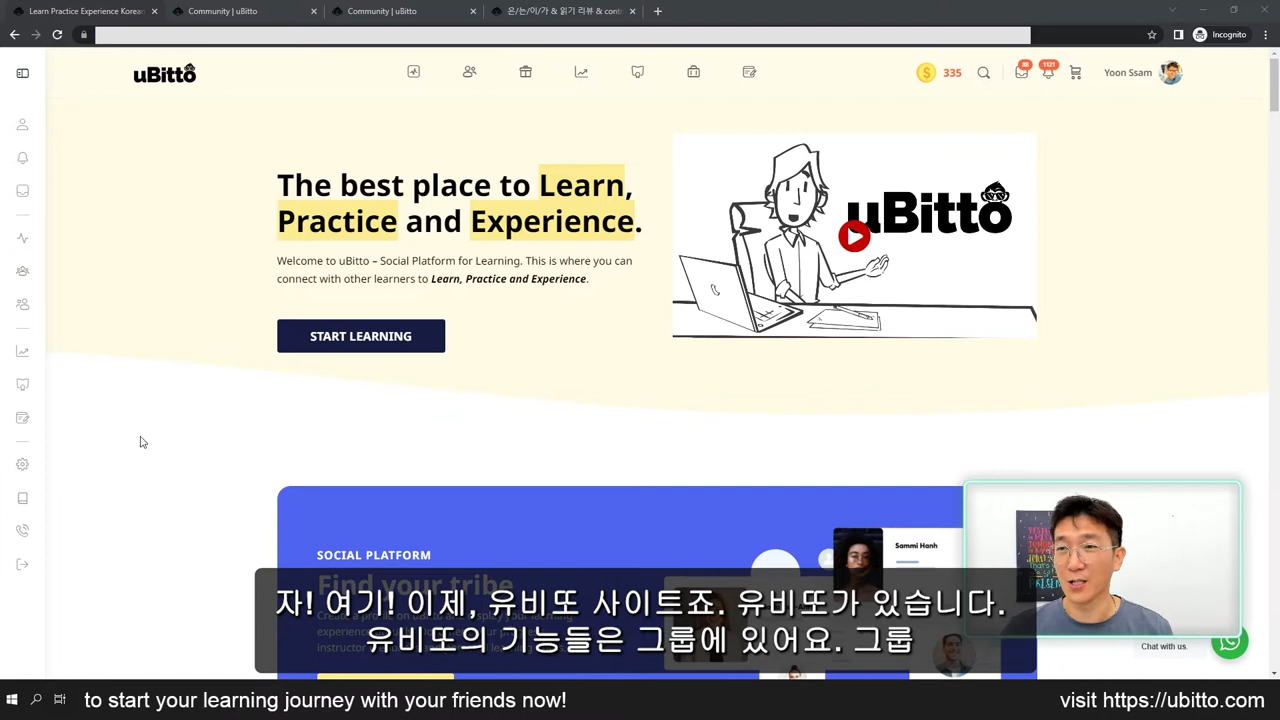 Learn Practice Experience Korean
Community | uBitto
Community | uBitto
은/는/이/가 & 읽기 리뷰 & cont
Incognito
uBitto
335
88
1121
Yoon Ssam
The best place to Learn,
Practice and Experience.
Welcome to uBitto – Social Platform for Learning. This is where you can
connect with other learners to Learn, Practice and Experience.
START LEARNING
uBitto
SOCIAL PLATFORM
Find your tribe
Sammi Hanh
자! 여기! 이제, 유비또 사이트죠. 유비또가 있습니다.
유비또의 기능들은 그룹에 있어요. 그룹
Chat with us.
to start your learning journey with your friends now!
visit https://ubitto.com